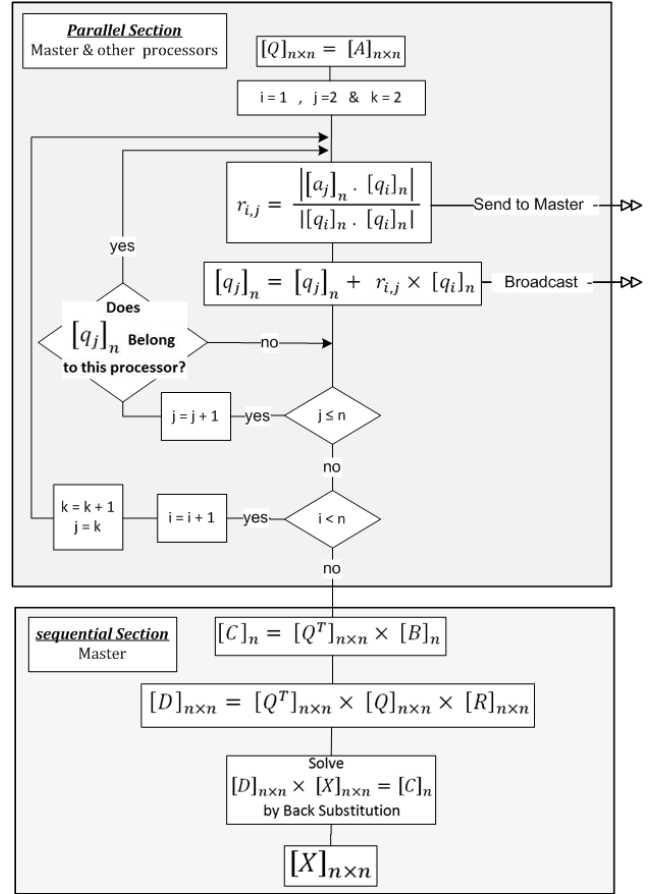 Parallel Section
Master & other processors
[Q]ₙ×ₙ = [A]ₙ×ₙ
i = 1 , j=2 & k = 2
rᵢ,ⱼ = |[aⱼ]ₙ . [qᵢ]ₙ| / |[qᵢ]ₙ . [qᵢ]ₙ|
Send to Master
yes
[qⱼ]ₙ = [qⱼ]ₙ + rᵢ,ⱼ × [qᵢ]ₙ
Broadcast
Does
[qⱼ]ₙ Belong
to this processor?
no
j = j + 1
yes
j ≤ n
no
k = k + 1
j = k
i = i + 1
yes
i < n
no
sequential Section
Master
[C]ₙ = [Qᵀ]ₙ×ₙ × [B]ₙ
[D]ₙ×ₙ = [Qᵀ]ₙ×ₙ × [Q]ₙ×ₙ × [R]ₙ×ₙ
Solve
[D]ₙ×ₙ × [X]ₙ×ₙ = [C]ₙ
by Back Substitution
[X]ₙ×ₙ